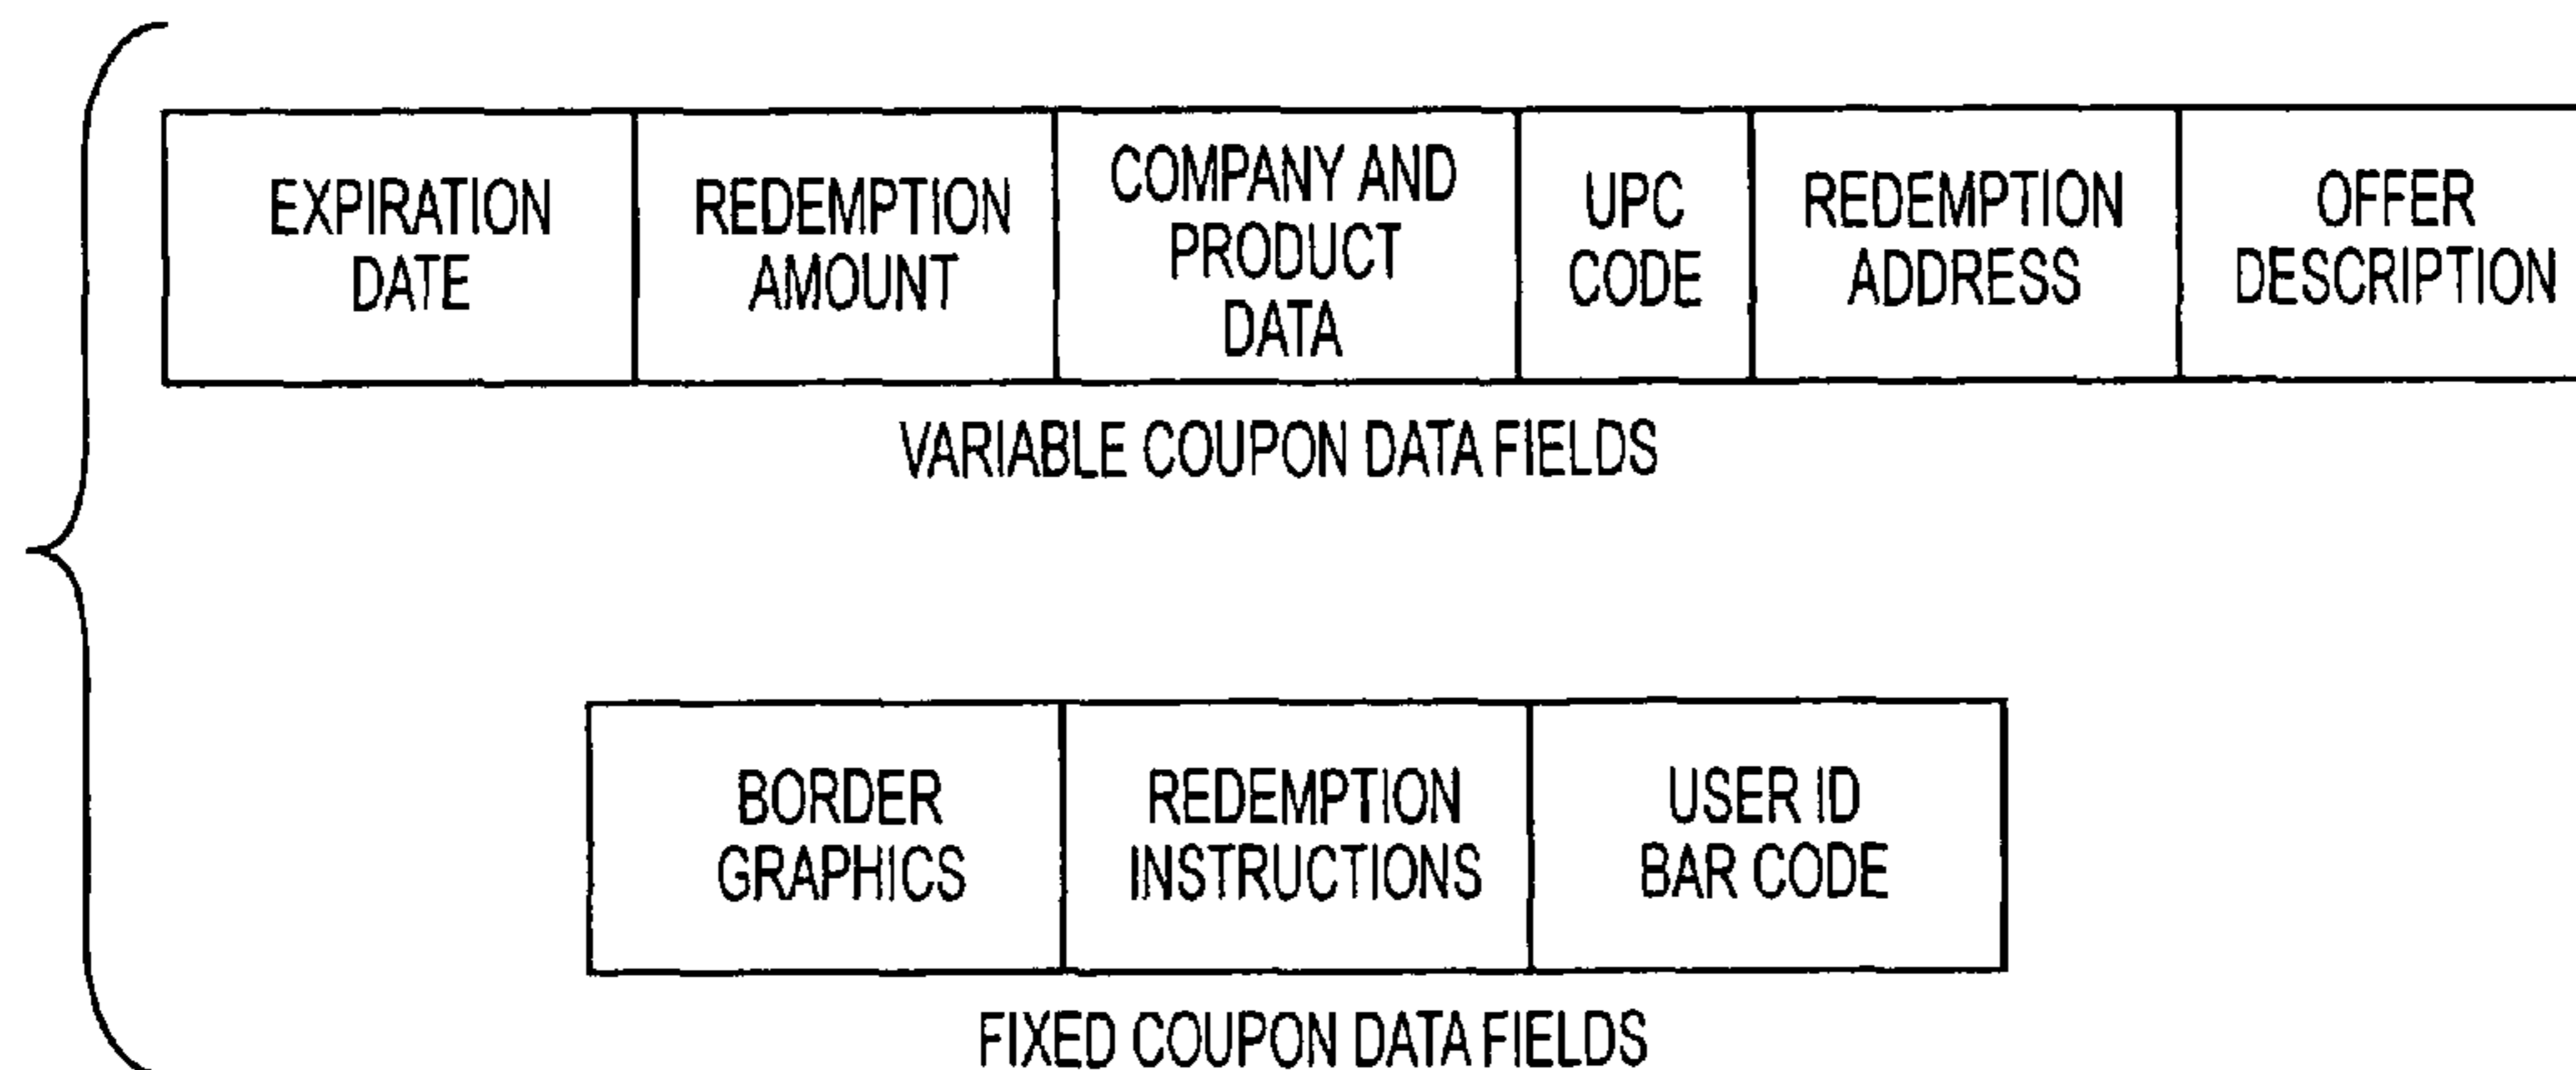 EXPIRATION
DATE
REDEMPTION
AMOUNT
COMPANY AND
PRODUCT
DATA
UPC
CODE
REDEMPTION
ADDRESS
OFFER
DESCRIPTION
VARIABLE COUPON DATA FIELDS
BORDER
GRAPHICS
REDEMPTION
INSTRUCTIONS
USER ID
BAR CODE
FIXED COUPON DATA FIELDS